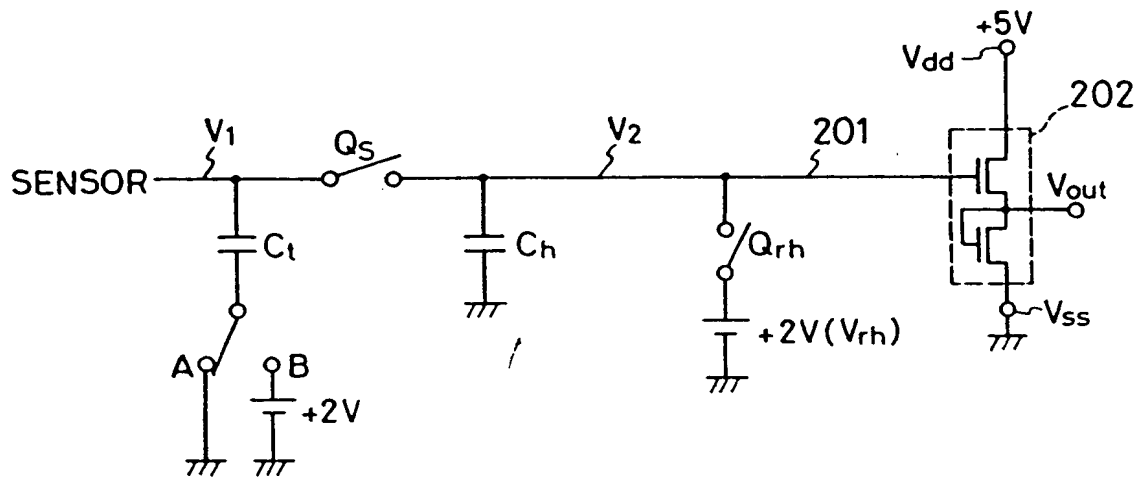 +5V
Vdd
202
V1
Qs
V2
201
SENSOR
Vout
Ct
Ch
Qrh
+2V (Vrh)
Vss
A
B
+2V